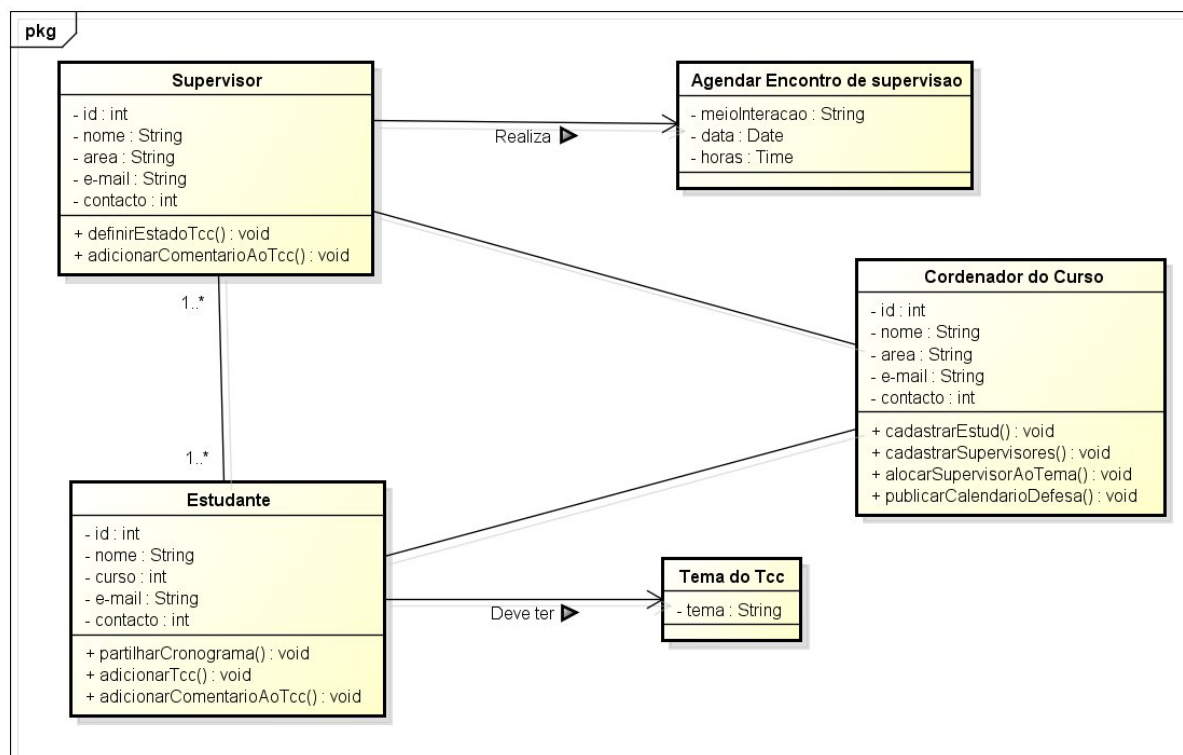 pkg
Supervisor
- id : int
- nome : String
- area : String
- e-mail : String
- contacto : int
+ definirEstadoTcc() : void
+ adicionarComentarioAoTcc() : void
Realiza
Agendar Encontro de supervisao
- meioInteracao : String
- data : Date
- horas : Time
Cordenador do Curso
- id : int
- nome : String
- area : String
- e-mail : String
- contacto : int
+ cadastrarEstud() : void
+ cadastrarSupervisores() : void
+ alocarSupervisorAoTema() : void
+ publicarCalendarioDefesa() : void
1..*
1..*
Estudante
- id : int
- nome : String
- curso : int
- e-mail : String
- contacto : int
+ partilharCronograma() : void
+ adicionarTcc() : void
+ adicionarComentarioAoTcc() : void
Deve ter
Tema do Tcc
- tema : String